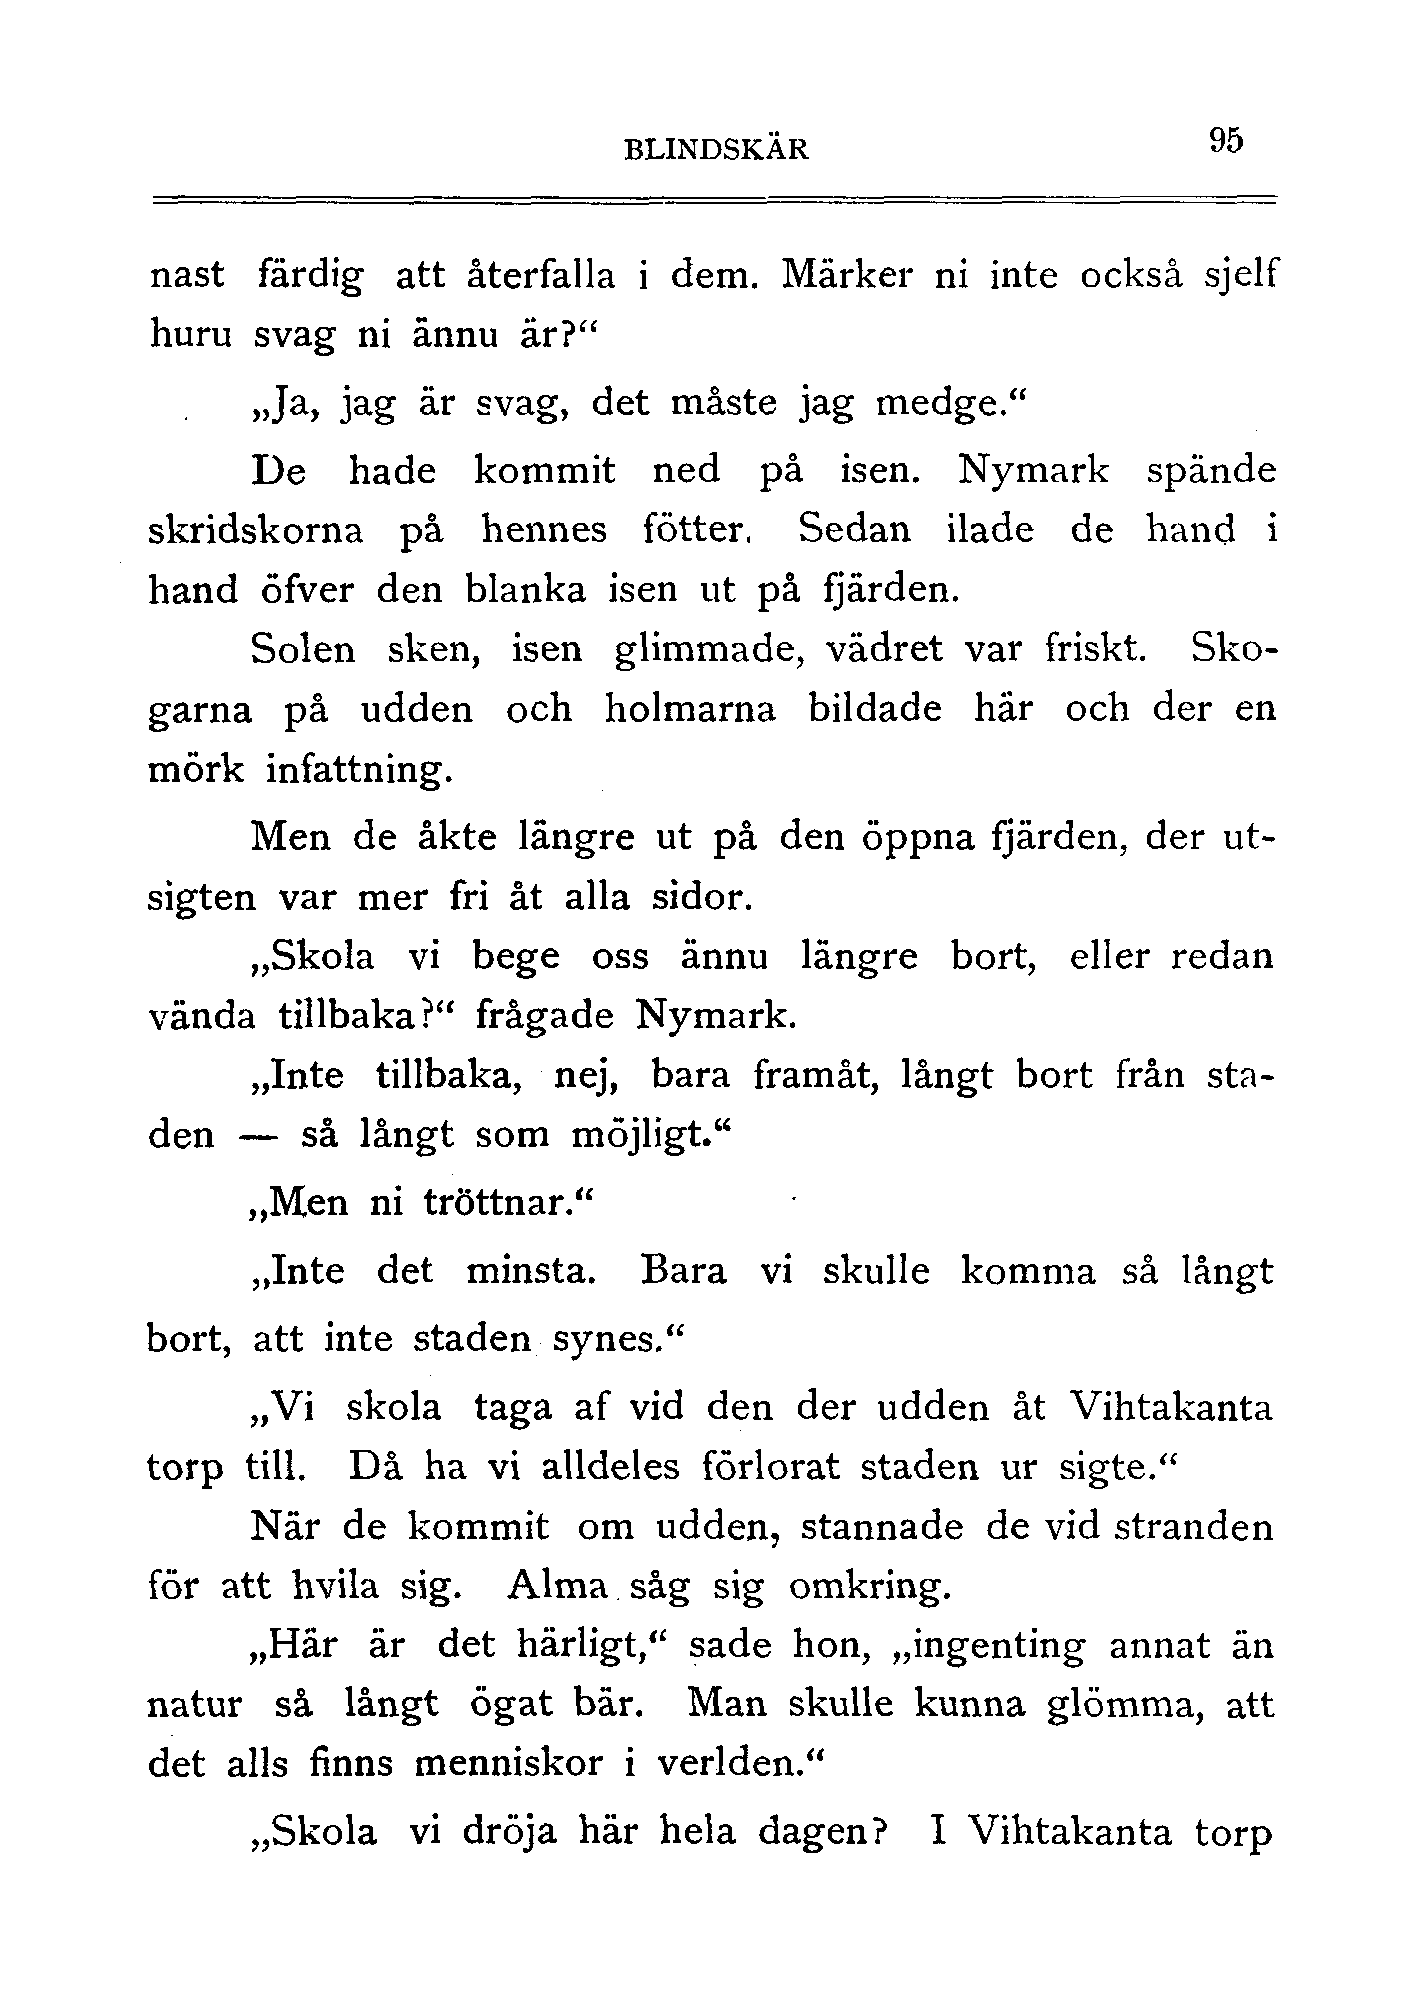 BLINDSKÄR 95
nast färdig att återfalla i dem. Märker ni inte också sjelf
huru svag ni ännu är?“
„Ja, jag är svag, det måste jag medge.“
De hade kommit ned på isen. Nymark spände
skridskorna på hennes fötter. Sedan ilade de hand i
hand öfver den blanka isen ut på fjärden.
Solen sken, isen glimmade, vädret var friskt. Sko-
garna på udden och holmarna bildade här och der en
mörk infattning.
Men de åkte längre ut på den öppna fjärden, der ut-
sigten var mer fri åt alla sidor.
„Skola vi bege oss ännu längre bort, eller redan
vända tillbaka?“ frågade Nymark.
„Inte tillbaka, nej, bara framåt, långt bort från sta-
den — så långt som möjligt.“
„Men ni tröttnar.“
„Inte det minsta. Bara vi skulle komma så långt
bort, att inte staden synes.“
„Vi skola taga af vid den der udden åt Vihtakanta
torp till. Då ha vi alldeles förlorat staden ur sigte.“
När de kommit om udden, stannade de vid stranden
för att hvila sig. Alma såg sig omkring.
„Här är det härligt,“ sade hon, „ingenting annat än
natur så långt ögat bär. Man skulle kunna glömma, att
det alls finns menniskor i verlden.“
„Skola vi dröja här hela dagen? I Vihtakanta torp